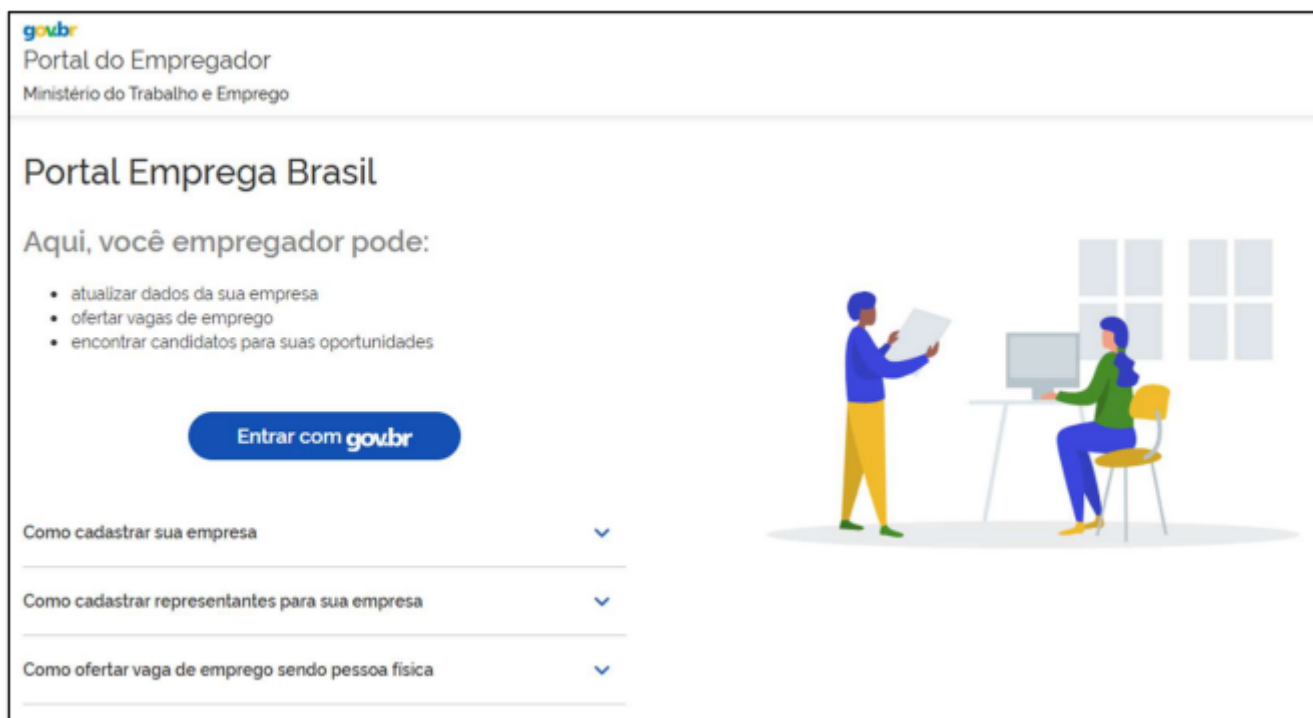 gov.br
Portal do Empregador
Ministério do Trabalho e Emprego
Portal Emprega Brasil
Aqui, você empregador pode:
• atualizar dados da sua empresa
• ofertar vagas de emprego
• encontrar candidatos para suas oportunidades
Entrar com gov.br
Como cadastrar sua empresa
Como cadastrar representantes para sua empresa
Como ofertar vaga de emprego sendo pessoa física